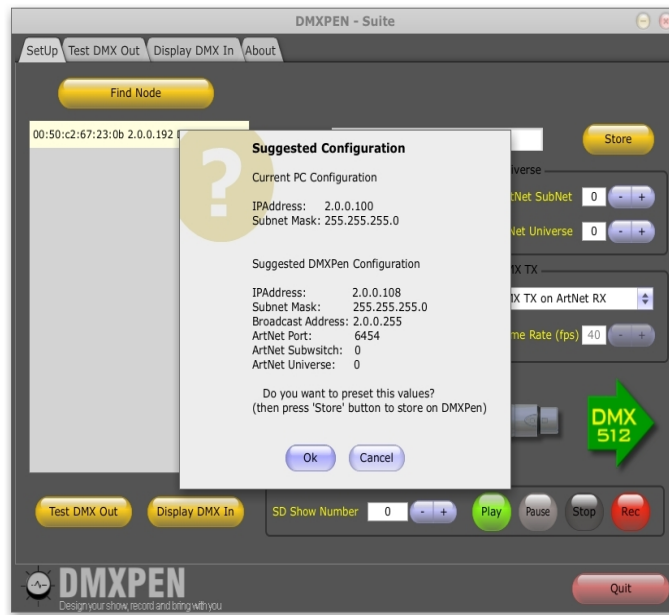 DMXPEN - Suite
SetUp Test DMX Out Display DMX In About
Find Node
00:50:c2:67:23:0b 2.0.0.192
Store
Suggested Configuration
Current PC Configuration
IPAddress: 2.0.0.100
Subnet Mask: 255.255.255.0
Suggested DMXPen Configuration
IPAddress: 2.0.0.108
Subnet Mask: 255.255.255.0
Broadcast Address: 2.0.0.255
ArtNet Port: 6454
ArtNet Subwsitch: 0
ArtNet Universe: 0
Do you want to preset this values?
(then press 'Store' button to store on DMXPen)
Ok Cancel
SubNet 0 - +
Universe 0 - +
TX
TX on ArtNet RX
Rate (fps) 40 - +
DMX
512
Test DMX Out Display DMX In
SD Show Number 0 - + Play Pause Stop Rec
DMXPEN
Design your show, record and bring with you
Quit